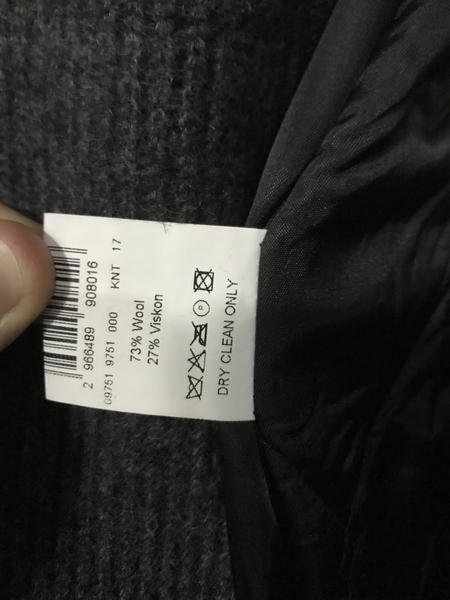 2 966489 908016
09751 9751 000 KNT 17
73% Wool
27% Viskon
P
DRY CLEAN ONLY